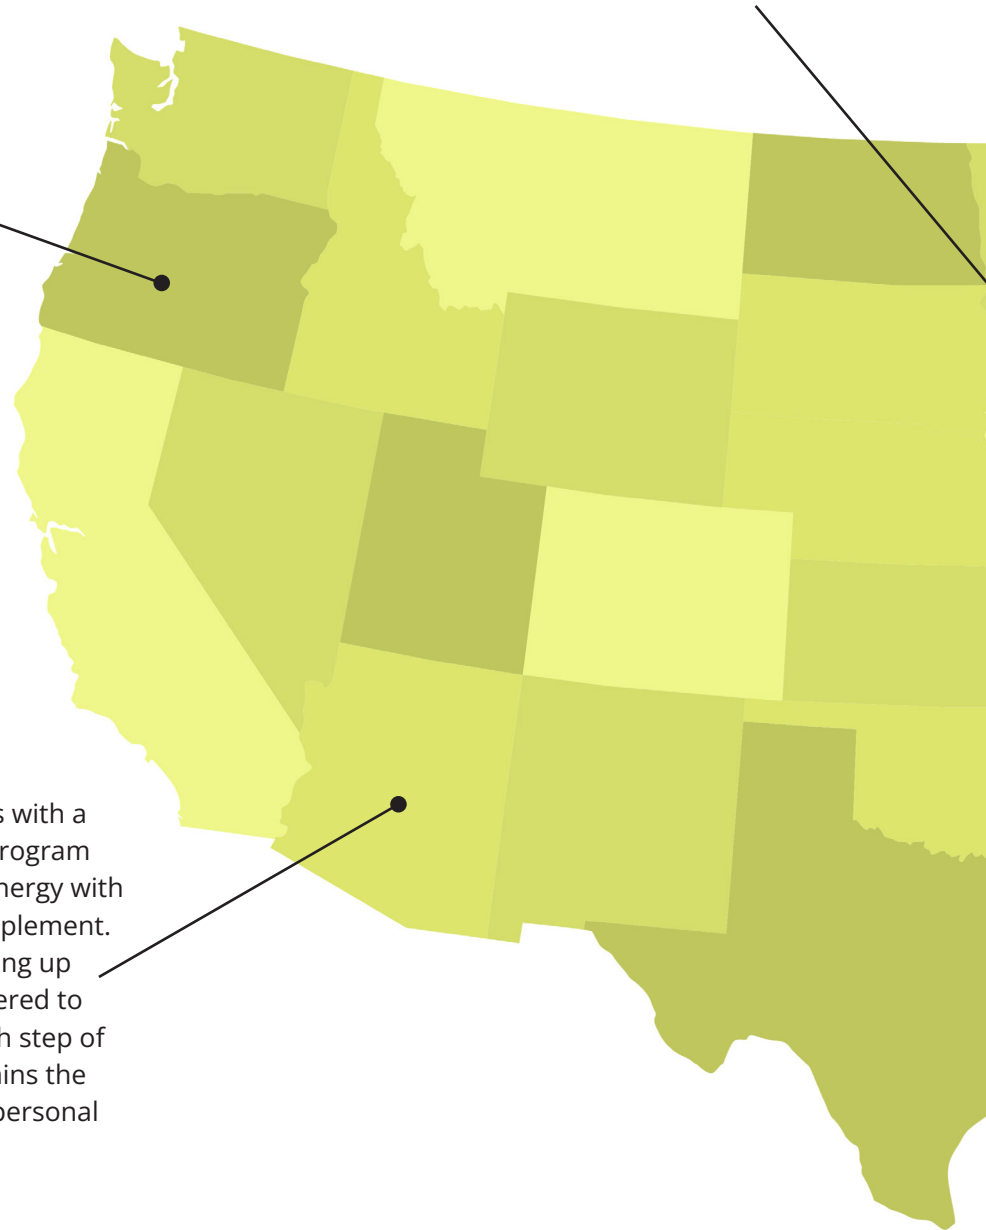 s with a
rogram
nergy with
plement.
ng up
ered to
h step of
ins the
personal